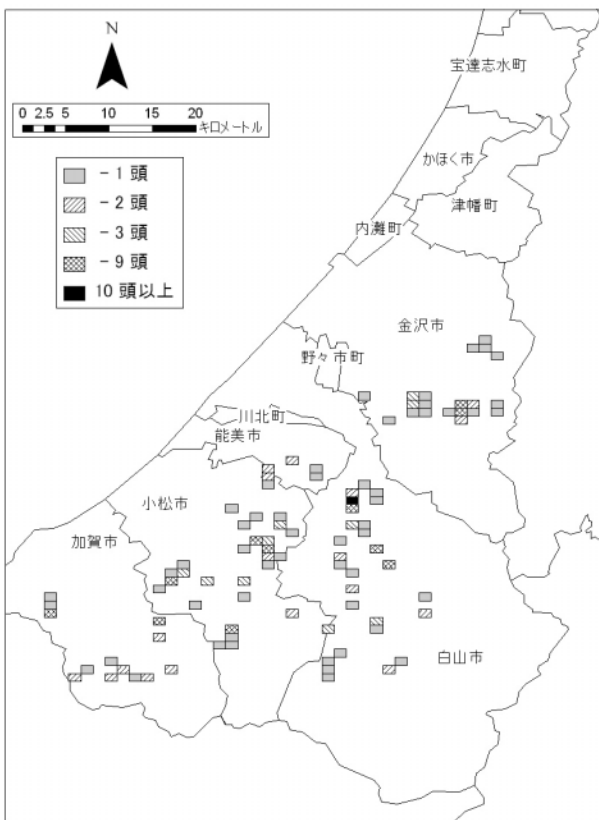 N
0 2.5 5 10 15 20
キロメートル
- 1 頭
- 2 頭
- 3 頭
- 9 頭
10 頭以上
宝達志水町
かほく市
津幡町
内灘町
金沢市
野々市町
川北町
能美市
小松市
加賀市
白山市